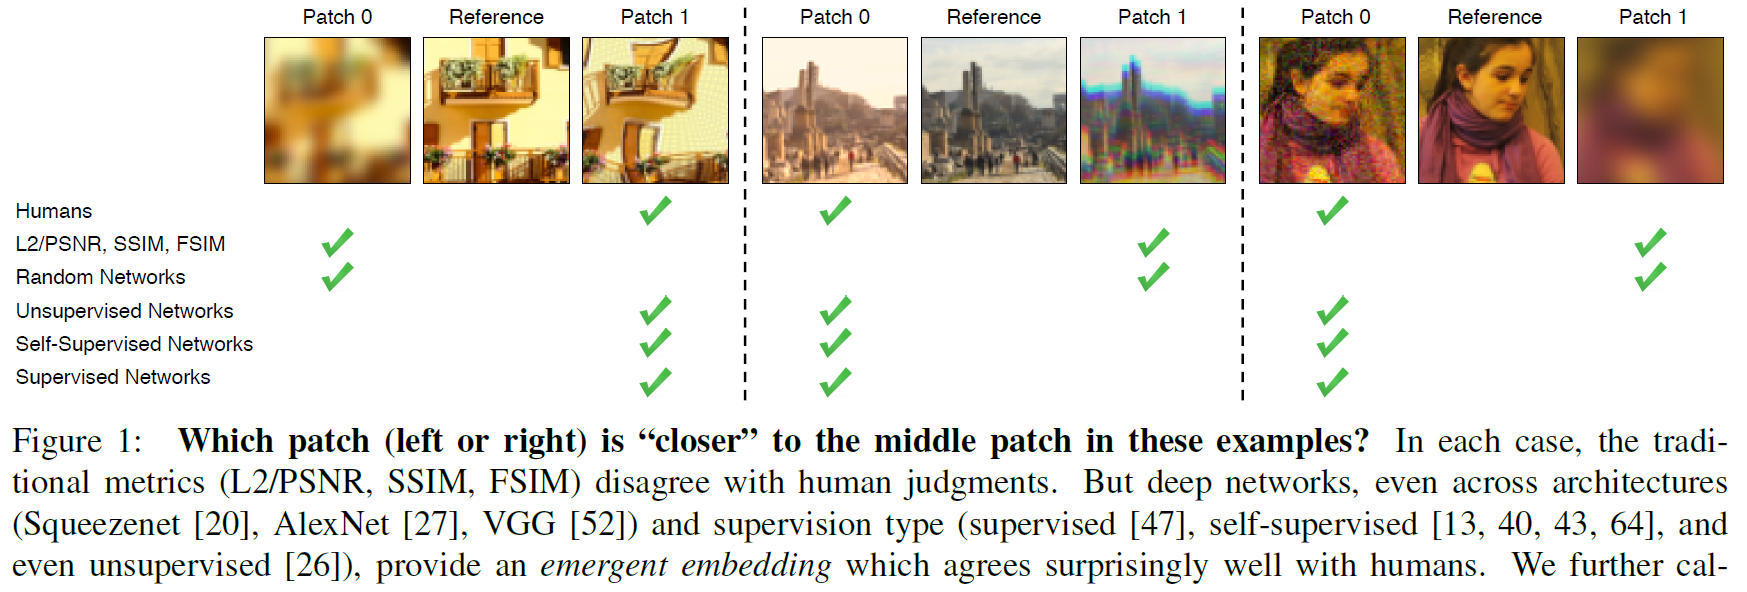 Patch 0 Reference Patch 1 Patch 0 Reference Patch 1 Patch 0 Reference Patch 1
Humans
L2/PSNR, SSIM, FSIM
Random Networks
Unsupervised Networks
Self-Supervised Networks
Supervised Networks
Figure 1: Which patch (left or right) is “closer” to the middle patch in these examples? In each case, the tradi-
tional metrics (L2/PSNR, SSIM, FSIM) disagree with human judgments. But deep networks, even across architectures
(Squeezenet [20], AlexNet [27], VGG [52]) and supervision type (supervised [47], self-supervised [13, 40, 43, 64], and
even unsupervised [26]), provide an emergent embedding which agrees surprisingly well with humans. We further cal-